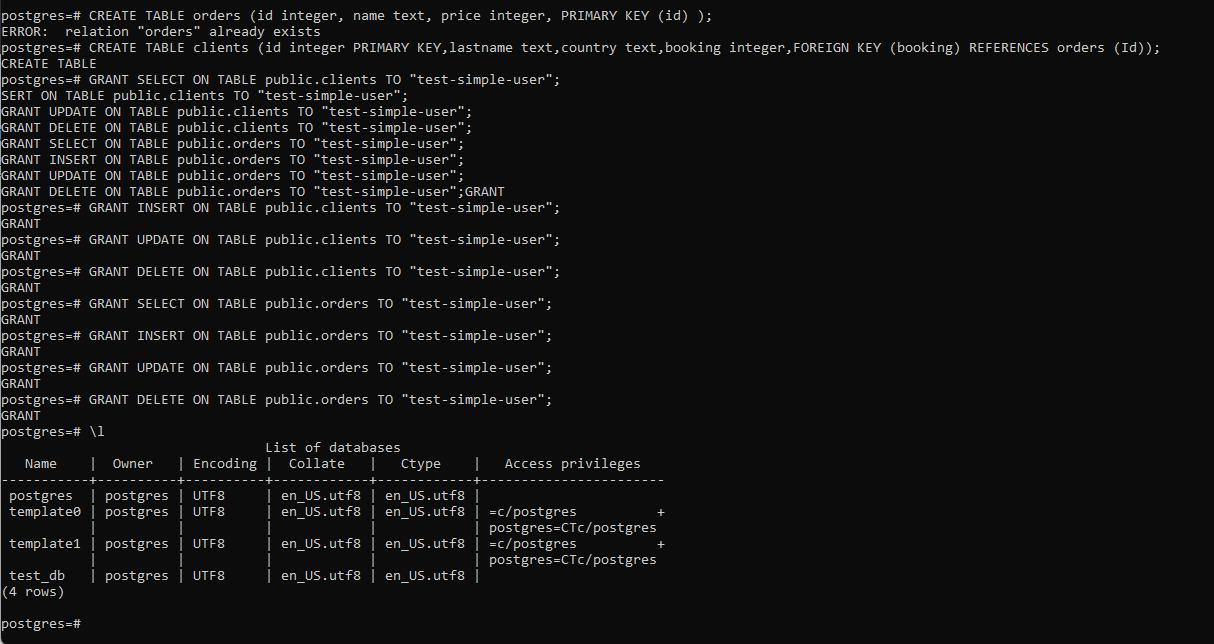 postgres=# CREATE TABLE orders (id integer, name text, price integer, PRIMARY KEY (id) );
ERROR:  relation "orders" already exists
postgres=# CREATE TABLE clients (id integer PRIMARY KEY,lastname text,country text,booking integer,FOREIGN KEY (booking) REFERENCES orders (Id));
CREATE TABLE
postgres=# GRANT SELECT ON TABLE public.clients TO "test-simple-user";
SERT ON TABLE public.clients TO "test-simple-user";
GRANT UPDATE ON TABLE public.clients TO "test-simple-user";
GRANT DELETE ON TABLE public.clients TO "test-simple-user";
GRANT SELECT ON TABLE public.orders TO "test-simple-user";
GRANT INSERT ON TABLE public.orders TO "test-simple-user";
GRANT UPDATE ON TABLE public.orders TO "test-simple-user";
GRANT DELETE ON TABLE public.orders TO "test-simple-user";GRANT
postgres=# GRANT INSERT ON TABLE public.clients TO "test-simple-user";
GRANT
postgres=# GRANT UPDATE ON TABLE public.clients TO "test-simple-user";
GRANT
postgres=# GRANT DELETE ON TABLE public.clients TO "test-simple-user";
GRANT
postgres=# GRANT SELECT ON TABLE public.orders TO "test-simple-user";
GRANT
postgres=# GRANT INSERT ON TABLE public.orders TO "test-simple-user";
GRANT
postgres=# GRANT UPDATE ON TABLE public.orders TO "test-simple-user";
GRANT
postgres=# GRANT DELETE ON TABLE public.orders TO "test-simple-user";
GRANT
postgres=# \l
                                 List of databases
   Name    |  Owner   | Encoding |  Collate   |   Ctype    |   Access privileges
-----------+----------+----------+------------+------------+-----------------------
 postgres  | postgres | UTF8     | en_US.utf8 | en_US.utf8 |
 template0 | postgres | UTF8     | en_US.utf8 | en_US.utf8 | =c/postgres          +
           |          |          |            |            | postgres=CTc/postgres
 template1 | postgres | UTF8     | en_US.utf8 | en_US.utf8 | =c/postgres          +
           |          |          |            |            | postgres=CTc/postgres
 test_db   | postgres | UTF8     | en_US.utf8 | en_US.utf8 |
(4 rows)
postgres=#